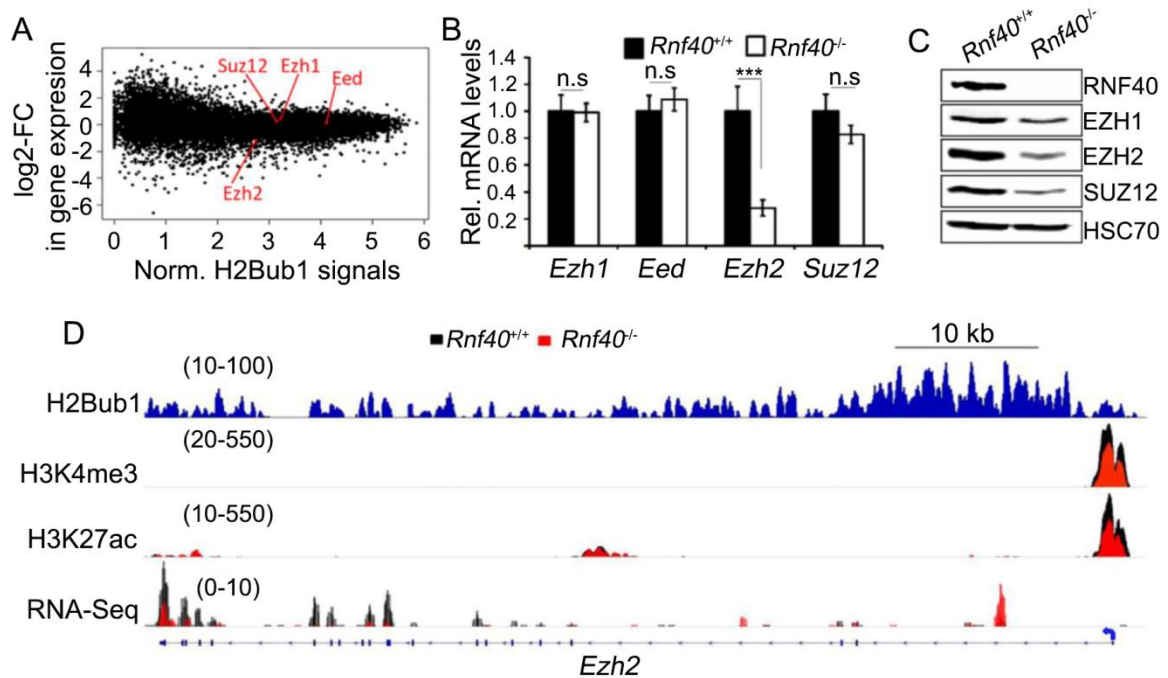 A
log2-FC
in gene expression
4
2
0
-2
-4
-6
Suz12
Ezh1
Eed
Ezh2
0 1 2 3 4 5 6
Norm. H2Bub1 signals
B
Rel. mRNA levels
1.4
1.2
1.0
0.8
0.6
0.4
0.2
Rnf40+/+ Rnf40-/-
n.s
n.s
***
n.s
Ezh1 Eed Ezh2 Suz12
C
Rnf40+/+
Rnf40-/-
RNF40
EZH1
EZH2
SUZ12
HSC70
D
Rnf40+/+ Rnf40-/-
10 kb
(10-100)
H2Bub1
(20-550)
H3K4me3
(10-550)
H3K27ac
(0-10)
RNA-Seq
Ezh2